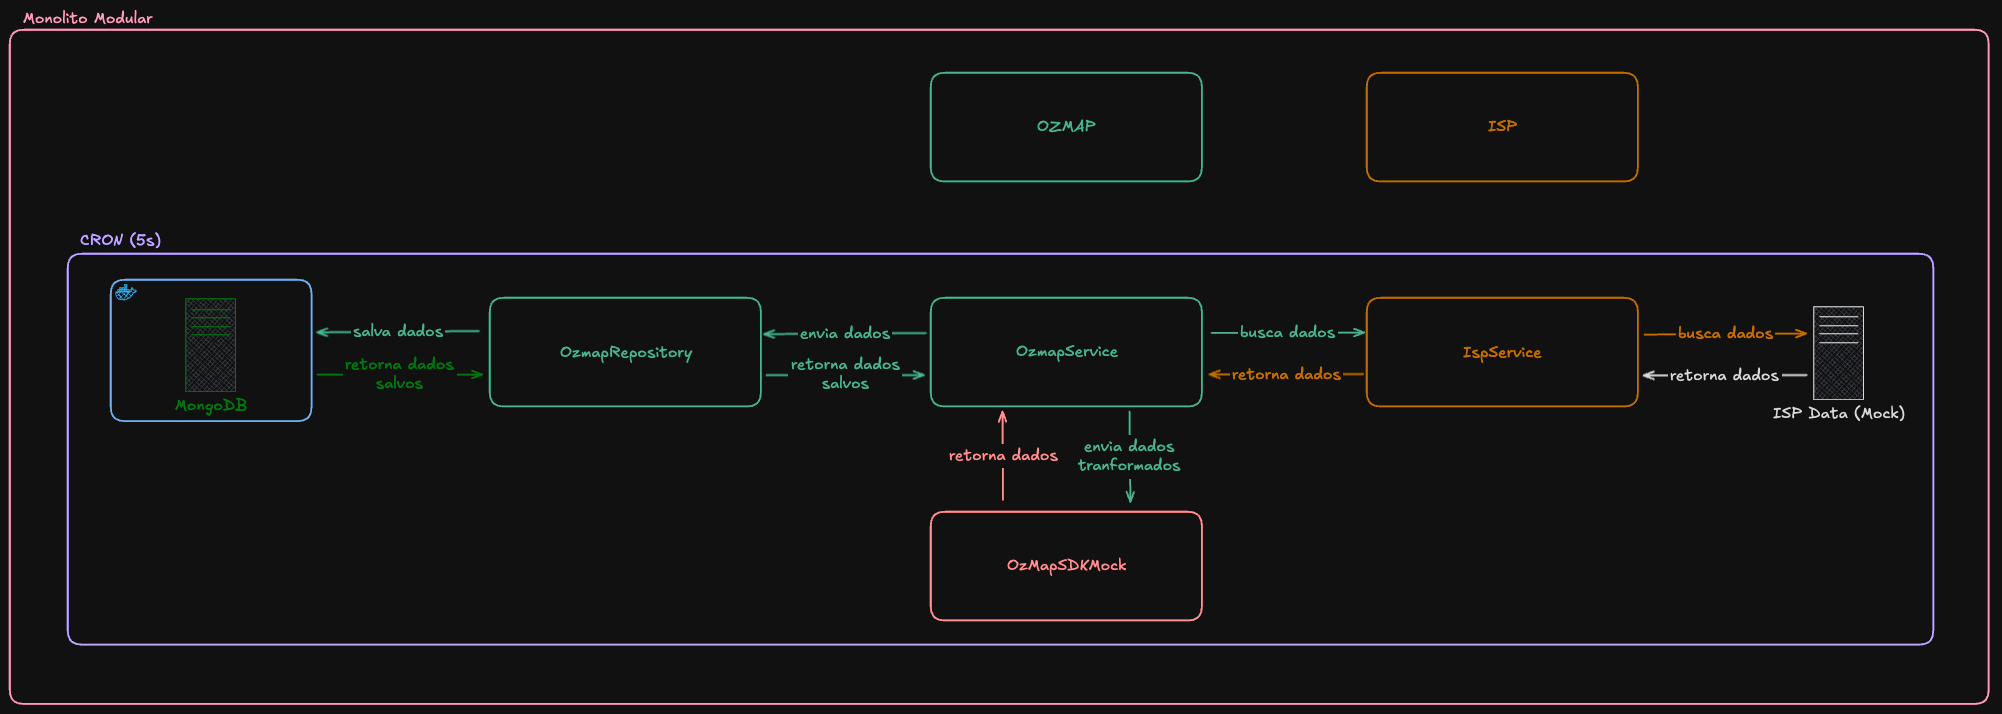 Monolito Modular
OZMAP
ISP
CRON (5s)
salva dados
retorna dados
salvos
MongoDB
OzmapRepository
envia dados
retorna dados
salvos
OzmapService
busca dados
retorna dados
IspService
busca dados
retorna dados
ISP Data (Mock)
retorna dados
envia dados
tranformados
OzMapSDKMock